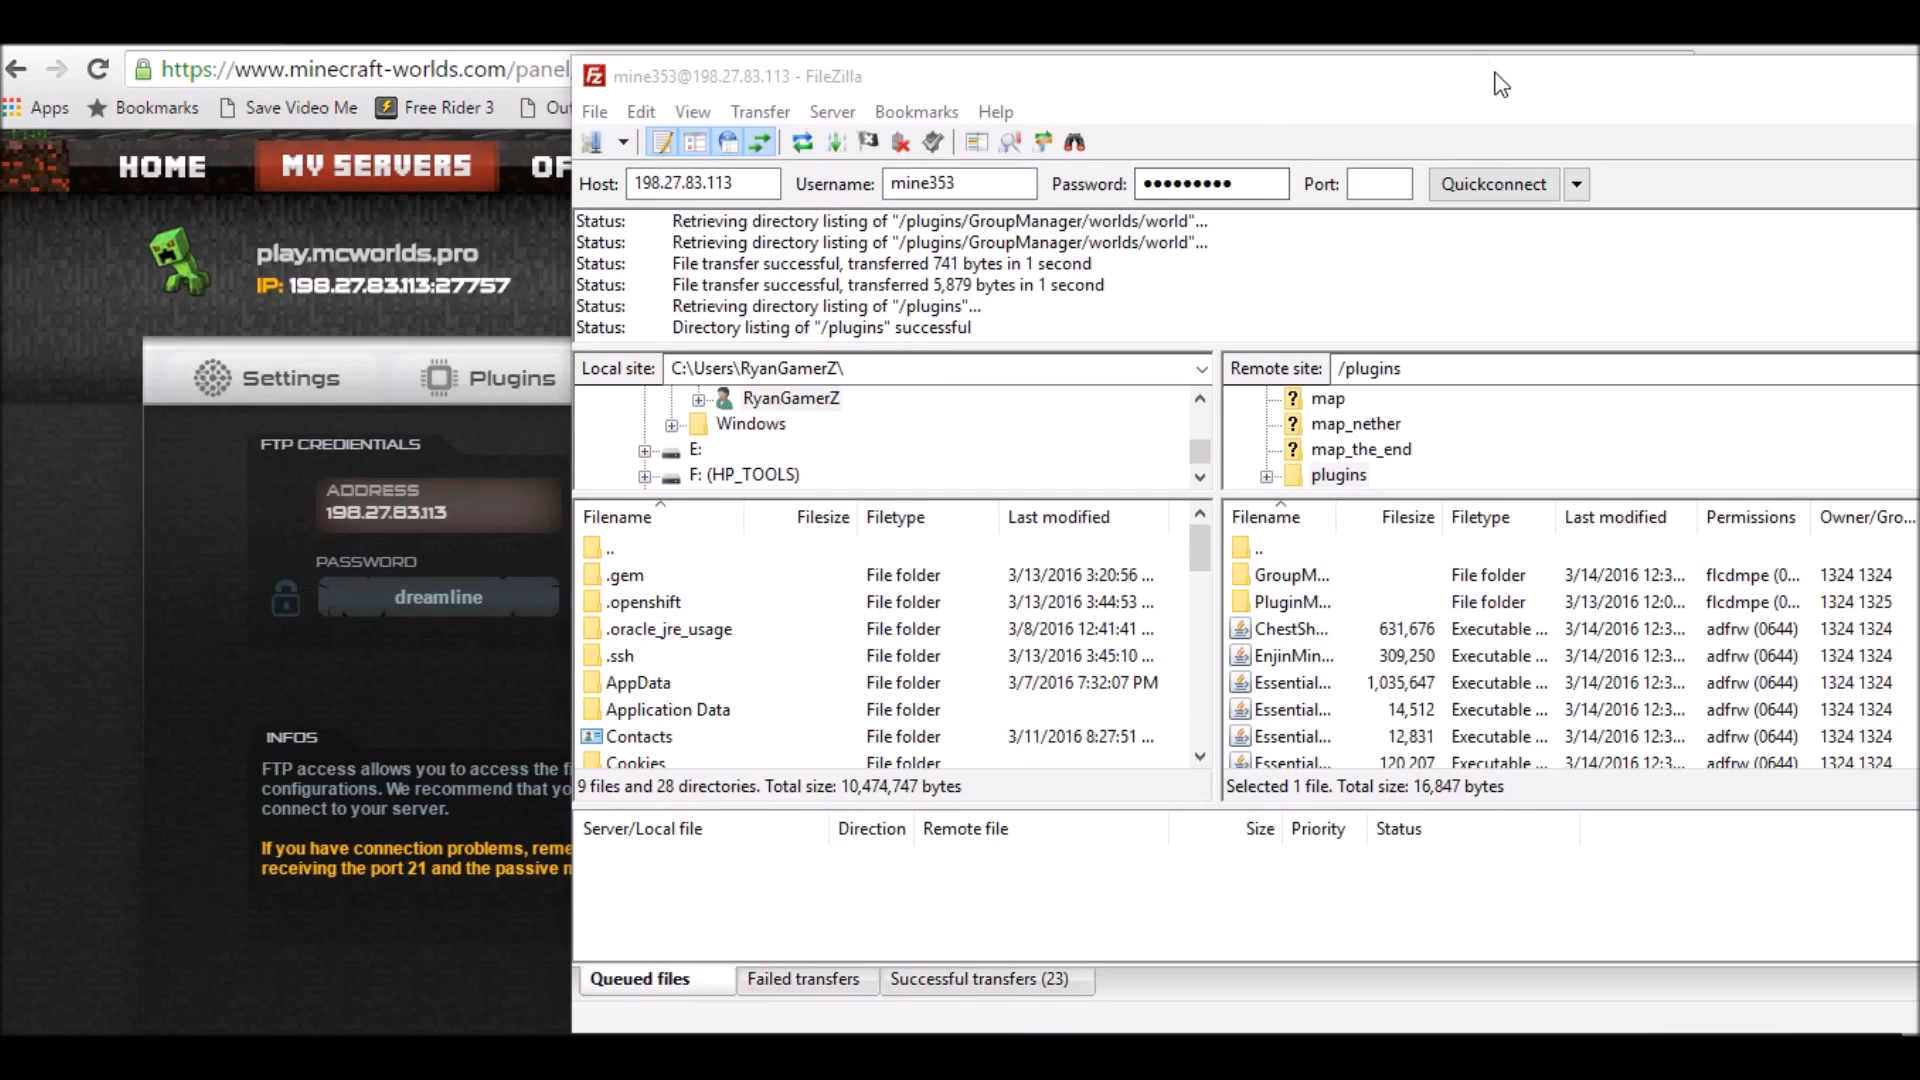 https://www.minecraft-worlds.com/panel
Apps Bookmarks Save Video Me Free Rider 3 Out
HOME MY SERVERS OF
play.mcworlds.pro
IP: 198.27.83.113:27757
Settings Plugins
FTP CREDENTIALS
ADDRESS
198.27.83.113
PASSWORD
dreamline
INFOS
FTP access allows you to access the fi
configurations. We recommend that yo
connect to your server.
If you have connection problems, reme
receiving the port 21 and the passive m
mine353@198.27.83.113 - FileZilla
File Edit View Transfer Server Bookmarks Help
Host: 198.27.83.113 Username: mine353 Password: ●●●●●●●●● Port: Quickconnect
Status: Retrieving directory listing of "/plugins/GroupManager/worlds/world"...
Status: Retrieving directory listing of "/plugins/GroupManager/worlds/world"...
Status: File transfer successful, transferred 741 bytes in 1 second
Status: File transfer successful, transferred 5,879 bytes in 1 second
Status: Retrieving directory listing of "/plugins"...
Status: Directory listing of "/plugins" successful
Local site: C:\Users\RyanGamerZ\
RyanGamerZ
Windows
E:
F: (HP_TOOLS)
Filename Filesize Filetype Last modified
..
.gem File folder 3/13/2016 3:20:56 ...
.openshift File folder 3/13/2016 3:44:53 ...
.oracle_jre_usage File folder 3/8/2016 12:41:41 ...
.ssh File folder 3/13/2016 3:45:10 ...
AppData File folder 3/7/2016 7:32:07 PM
Application Data File folder
Contacts File folder 3/11/2016 8:27:51 ...
Cookies File folder
9 files and 28 directories. Total size: 10,474,747 bytes
Remote site: /plugins
map
map_nether
map_the_end
plugins
Filename Filesize Filetype Last modified Permissions Owner/Gro...
..
GroupM... File folder 3/14/2016 12:3... flcdmpe (0... 1324 1324
PluginM... File folder 3/13/2016 12:0... flcdmpe (0... 1324 1325
ChestSh... 631,676 Executable ... 3/14/2016 12:3... adfrw (0644) 1324 1324
EnjinMin... 309,250 Executable ... 3/14/2016 12:3... adfrw (0644) 1324 1324
Essential... 1,035,647 Executable ... 3/14/2016 12:3... adfrw (0644) 1324 1324
Essential... 14,512 Executable ... 3/14/2016 12:3... adfrw (0644) 1324 1324
Essential... 12,831 Executable ... 3/14/2016 12:3... adfrw (0644) 1324 1324
Essential... 120,207 Executable ... 3/14/2016 12:3... adfrw (0644) 1324 1324
Selected 1 file. Total size: 16,847 bytes
Server/Local file Direction Remote file Size Priority Status
Queued files Failed transfers Successful transfers (23)